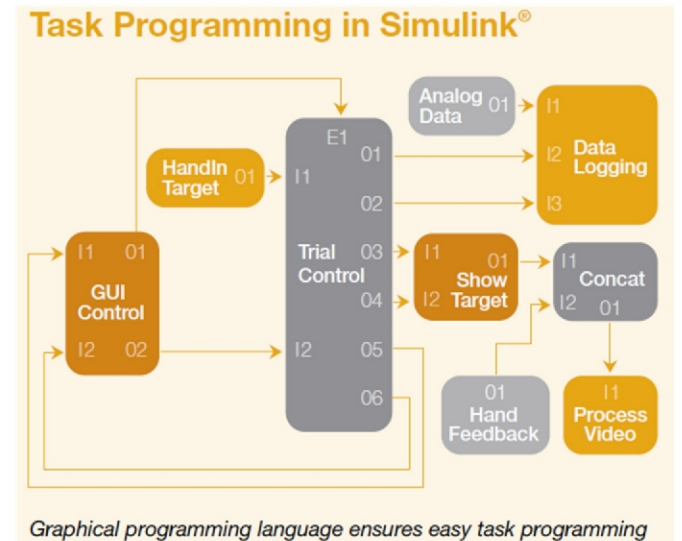 Task Programming in Simulink®
Analog
Data
01
I1
E1
01
I2
Data
Logging
HandIn
Target
01
I1
02
I3
I1
01
GUI
Control
I2
02
Trial
Control
03
04
I2
05
06
I1
01
Show
Target
I2
I1
Concat
I2
01
01
Hand
Feedback
I1
Process
Video
Graphical programming language ensures easy task programming